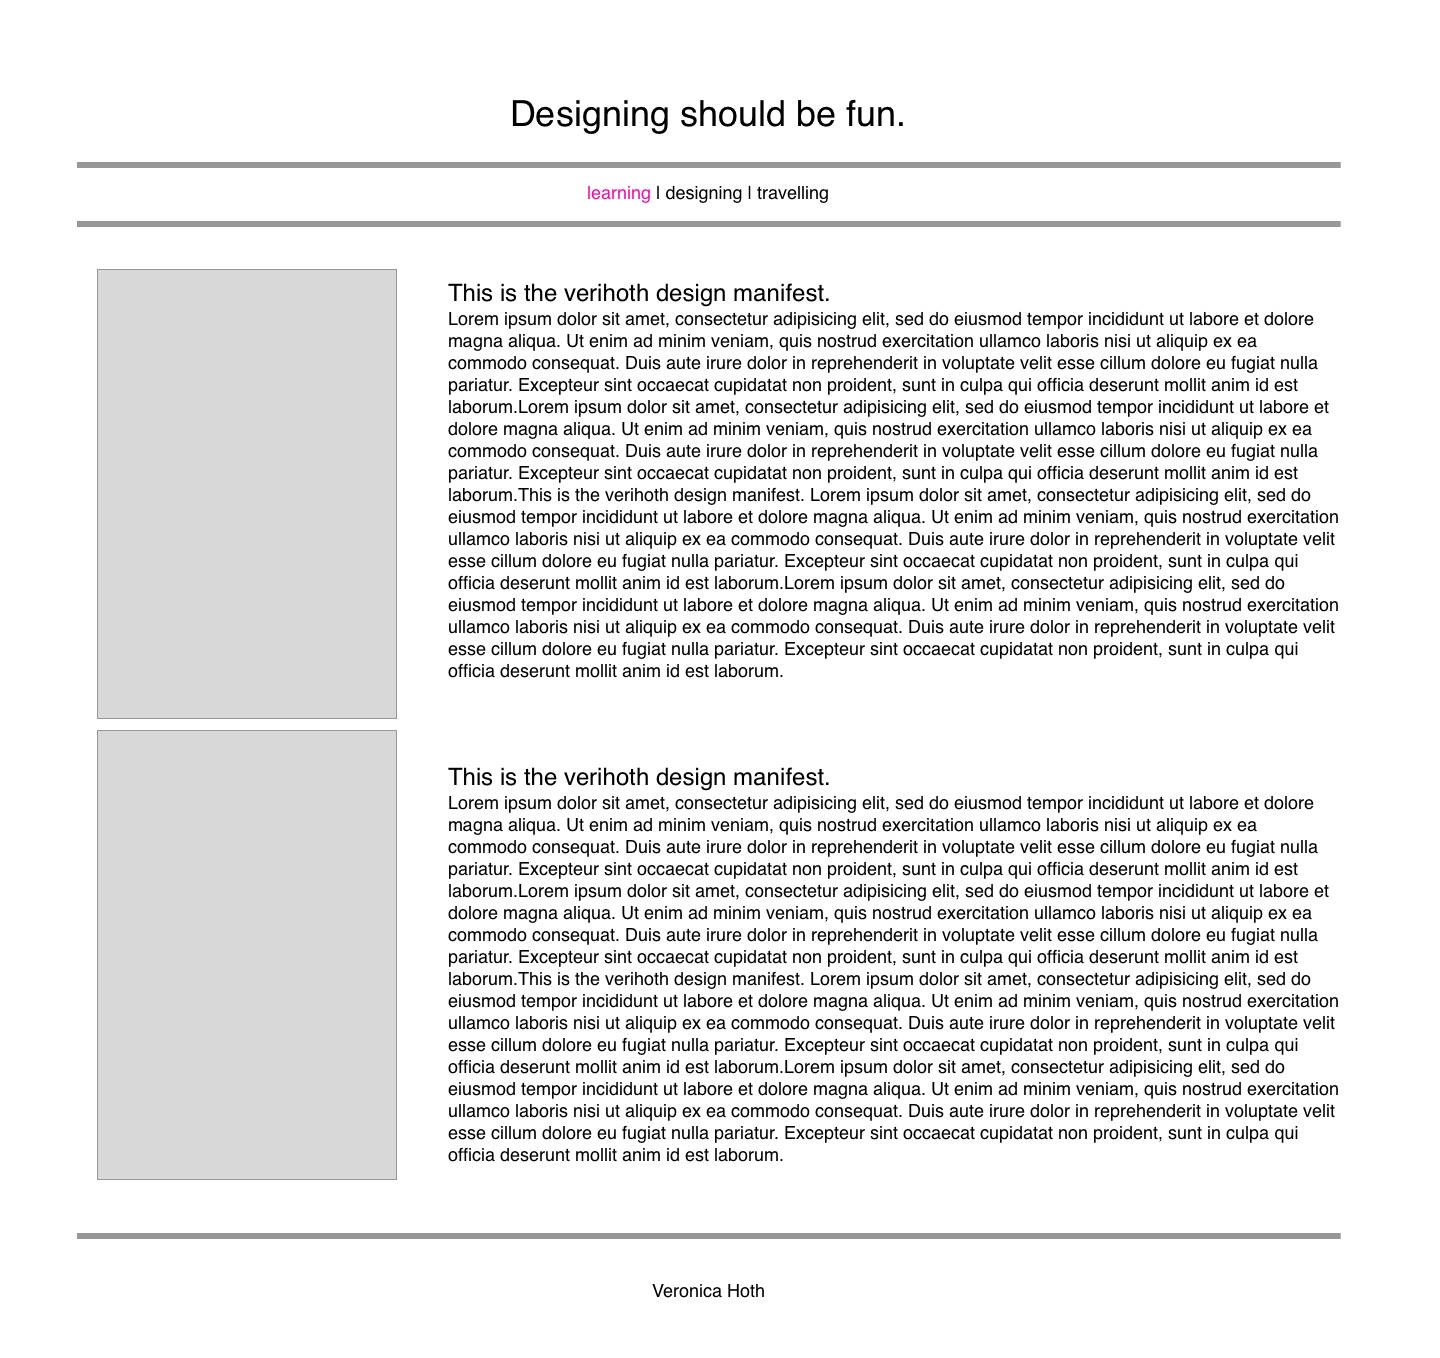 Designing should be fun.
learning | designing | travelling
This is the verihoth design manifest.
Lorem ipsum dolor sit amet, consectetur adipisicing elit, sed do eiusmod tempor incididunt ut labore et dolore
magna aliqua. Ut enim ad minim veniam, quis nostrud exercitation ullamco laboris nisi ut aliquip ex ea
commodo consequat. Duis aute irure dolor in reprehenderit in voluptate velit esse cillum dolore eu fugiat nulla
pariatur. Excepteur sint occaecat cupidatat non proident, sunt in culpa qui officia deserunt mollit anim id est
laborum.Lorem ipsum dolor sit amet, consectetur adipisicing elit, sed do eiusmod tempor incididunt ut labore et
dolore magna aliqua. Ut enim ad minim veniam, quis nostrud exercitation ullamco laboris nisi ut aliquip ex ea
commodo consequat. Duis aute irure dolor in reprehenderit in voluptate velit esse cillum dolore eu fugiat nulla
pariatur. Excepteur sint occaecat cupidatat non proident, sunt in culpa qui officia deserunt mollit anim id est
laborum.This is the verihoth design manifest. Lorem ipsum dolor sit amet, consectetur adipisicing elit, sed do
eiusmod tempor incididunt ut labore et dolore magna aliqua. Ut enim ad minim veniam, quis nostrud exercitation
ullamco laboris nisi ut aliquip ex ea commodo consequat. Duis aute irure dolor in reprehenderit in voluptate velit
esse cillum dolore eu fugiat nulla pariatur. Excepteur sint occaecat cupidatat non proident, sunt in culpa qui
officia deserunt mollit anim id est laborum.Lorem ipsum dolor sit amet, consectetur adipisicing elit, sed do
eiusmod tempor incididunt ut labore et dolore magna aliqua. Ut enim ad minim veniam, quis nostrud exercitation
ullamco laboris nisi ut aliquip ex ea commodo consequat. Duis aute irure dolor in reprehenderit in voluptate velit
esse cillum dolore eu fugiat nulla pariatur. Excepteur sint occaecat cupidatat non proident, sunt in culpa qui
officia deserunt mollit anim id est laborum.
This is the verihoth design manifest.
Lorem ipsum dolor sit amet, consectetur adipisicing elit, sed do eiusmod tempor incididunt ut labore et dolore
magna aliqua. Ut enim ad minim veniam, quis nostrud exercitation ullamco laboris nisi ut aliquip ex ea
commodo consequat. Duis aute irure dolor in reprehenderit in voluptate velit esse cillum dolore eu fugiat nulla
pariatur. Excepteur sint occaecat cupidatat non proident, sunt in culpa qui officia deserunt mollit anim id est
laborum.Lorem ipsum dolor sit amet, consectetur adipisicing elit, sed do eiusmod tempor incididunt ut labore et
dolore magna aliqua. Ut enim ad minim veniam, quis nostrud exercitation ullamco laboris nisi ut aliquip ex ea
commodo consequat. Duis aute irure dolor in reprehenderit in voluptate velit esse cillum dolore eu fugiat nulla
pariatur. Excepteur sint occaecat cupidatat non proident, sunt in culpa qui officia deserunt mollit anim id est
laborum.This is the verihoth design manifest. Lorem ipsum dolor sit amet, consectetur adipisicing elit, sed do
eiusmod tempor incididunt ut labore et dolore magna aliqua. Ut enim ad minim veniam, quis nostrud exercitation
ullamco laboris nisi ut aliquip ex ea commodo consequat. Duis aute irure dolor in reprehenderit in voluptate velit
esse cillum dolore eu fugiat nulla pariatur. Excepteur sint occaecat cupidatat non proident, sunt in culpa qui
officia deserunt mollit anim id est laborum.Lorem ipsum dolor sit amet, consectetur adipisicing elit, sed do
eiusmod tempor incididunt ut labore et dolore magna aliqua. Ut enim ad minim veniam, quis nostrud exercitation
ullamco laboris nisi ut aliquip ex ea commodo consequat. Duis aute irure dolor in reprehenderit in voluptate velit
esse cillum dolore eu fugiat nulla pariatur. Excepteur sint occaecat cupidatat non proident, sunt in culpa qui
officia deserunt mollit anim id est laborum.
Veronica Hoth